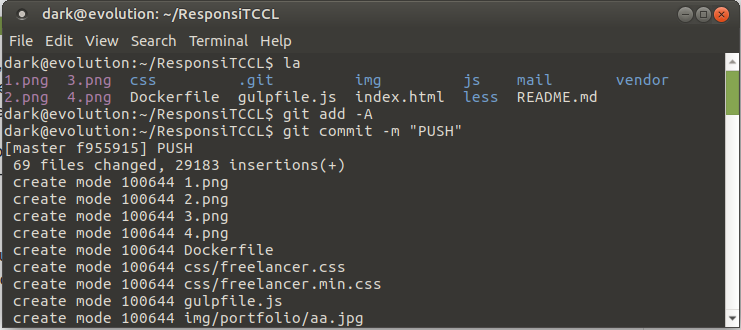 dark@evolution: ~/ResponsiTCCL
File Edit View Search Terminal Help
dark@evolution:~/ResponsiTCCL$ la
1.png 3.png css .git img js mail vendor
2.png 4.png Dockerfile gulpfile.js index.html less README.md
dark@evolution:~/ResponsiTCCL$ git add -A
dark@evolution:~/ResponsiTCCL$ git commit -m "PUSH"
[master f955915] PUSH
69 files changed, 29183 insertions(+)
create mode 100644 1.png
create mode 100644 2.png
create mode 100644 3.png
create mode 100644 4.png
create mode 100644 Dockerfile
create mode 100644 css/freelancer.css
create mode 100644 css/freelancer.min.css
create mode 100644 gulpfile.js
create mode 100644 img/portfolio/aa.jpg